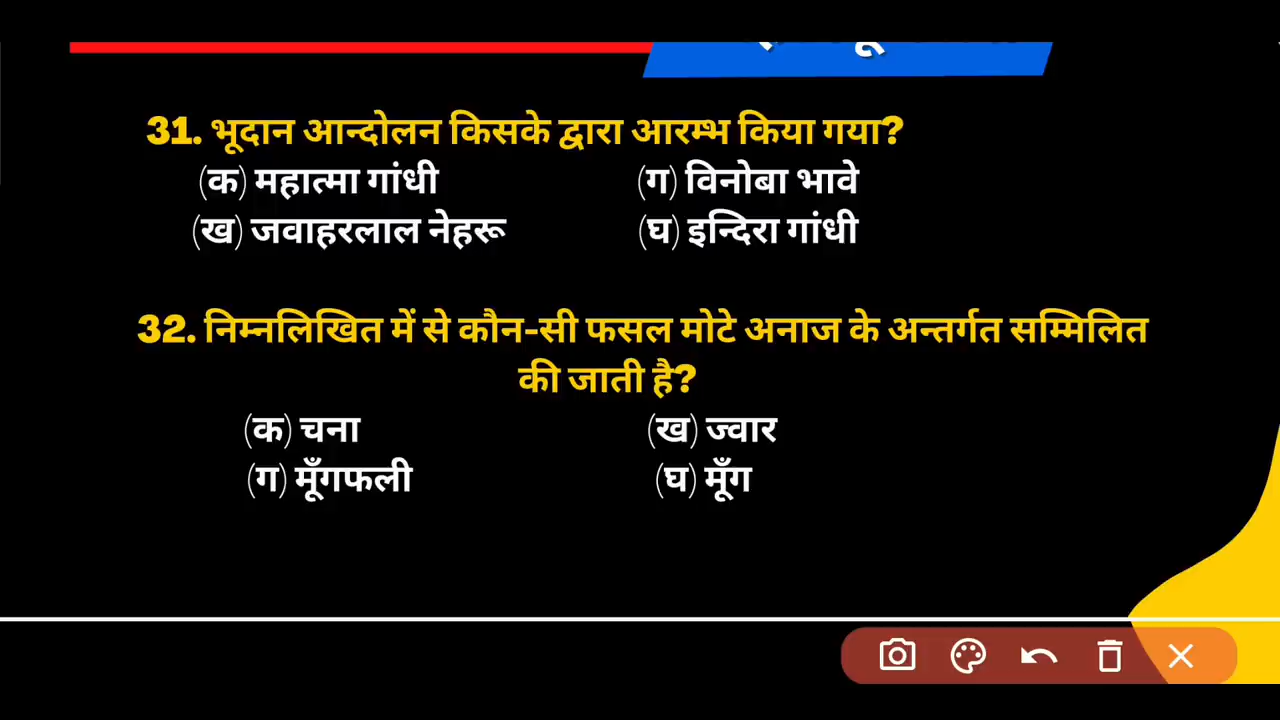 31. भूदान आन्दोलन किसके द्वारा आरम्भ किया गया?
(क) महात्मा गांधी (ग) विनोबा भावे
(ख) जवाहरलाल नेहरू (घ) इन्दिरा गांधी
32. निम्नलिखित में से कौन-सी फसल मोटे अनाज के अन्तर्गत सम्मिलित
की जाती है?
(क) चना (ख) ज्वार
(ग) मूँगफली (घ) मूँग